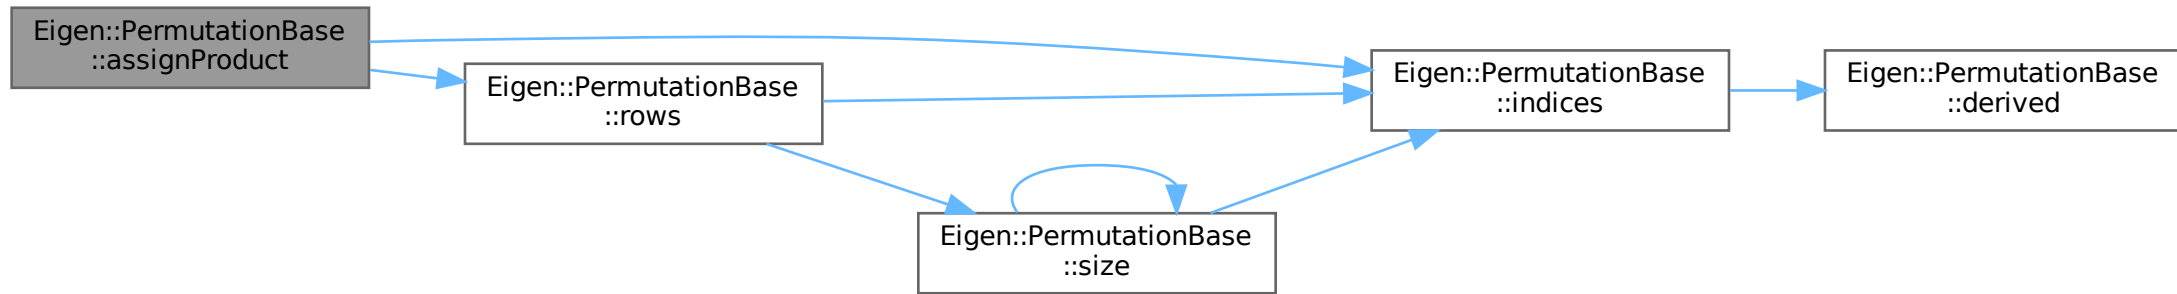 Eigen::PermutationBase
::assignProduct
Eigen::PermutationBase
::rows
Eigen::PermutationBase
::size
Eigen::PermutationBase
::indices
Eigen::PermutationBase
::derived